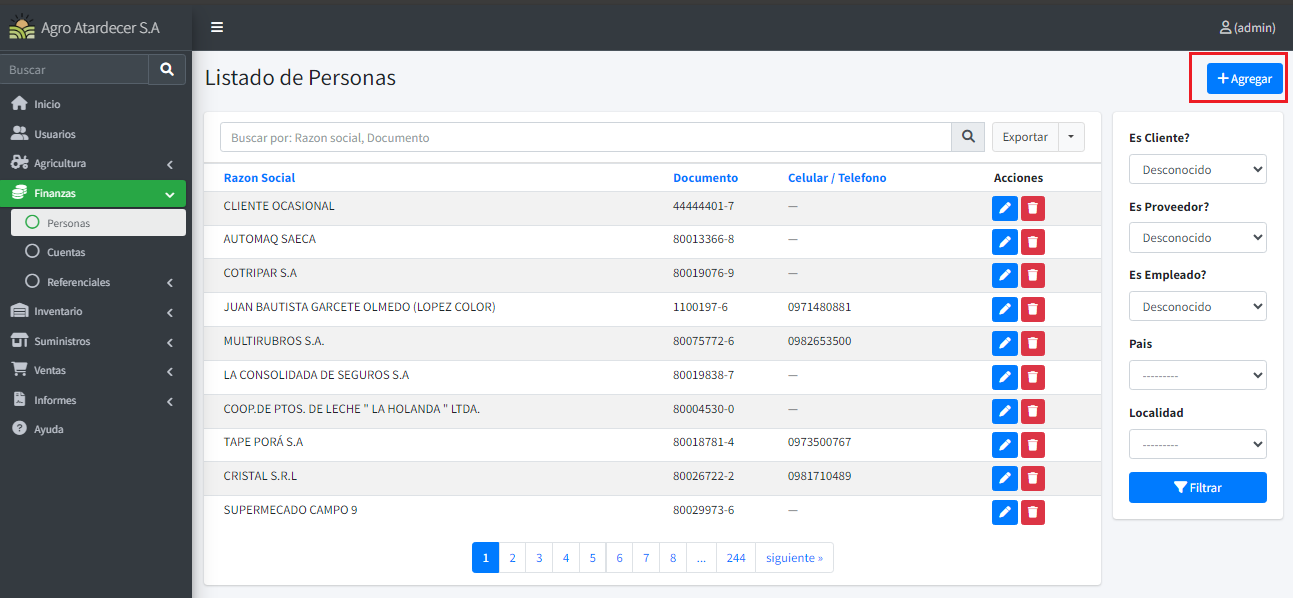 Agro Atardecer S.A
(admin)
Buscar
Inicio
Usuarios
Agricultura
Finanzas
Personas
Cuentas
Referenciales
Inventario
Suministros
Ventas
Informes
Ayuda
Listado de Personas
+ Agregar
Buscar por: Razon social, Documento
Exportar
Razon Social Documento Celular / Telefono Acciones
CLIENTE OCASIONAL 44444401-7 —
AUTOMAQ SAECA 80013366-8 —
COTRIPAR S.A 80019076-9 —
JUAN BAUTISTA GARCETE OLMEDO (LOPEZ COLOR) 1100197-6 0971480881
MULTIRUBROS S.A. 80075772-6 0982653500
LA CONSOLIDADA DE SEGUROS S.A 80019838-7 —
COOP.DE PTOS. DE LECHE " LA HOLANDA " LTDA. 80004530-0 —
TAPE PORÁ S.A 80018781-4 0973500767
CRISTAL S.R.L 80026722-2 0981710489
SUPERMECADO CAMPO 9 80029973-6 —
1 2 3 4 5 6 7 8 ... 244 siguiente »
Es Cliente?
Desconocido
Es Proveedor?
Desconocido
Es Empleado?
Desconocido
Pais
---------
Localidad
---------
Filtrar